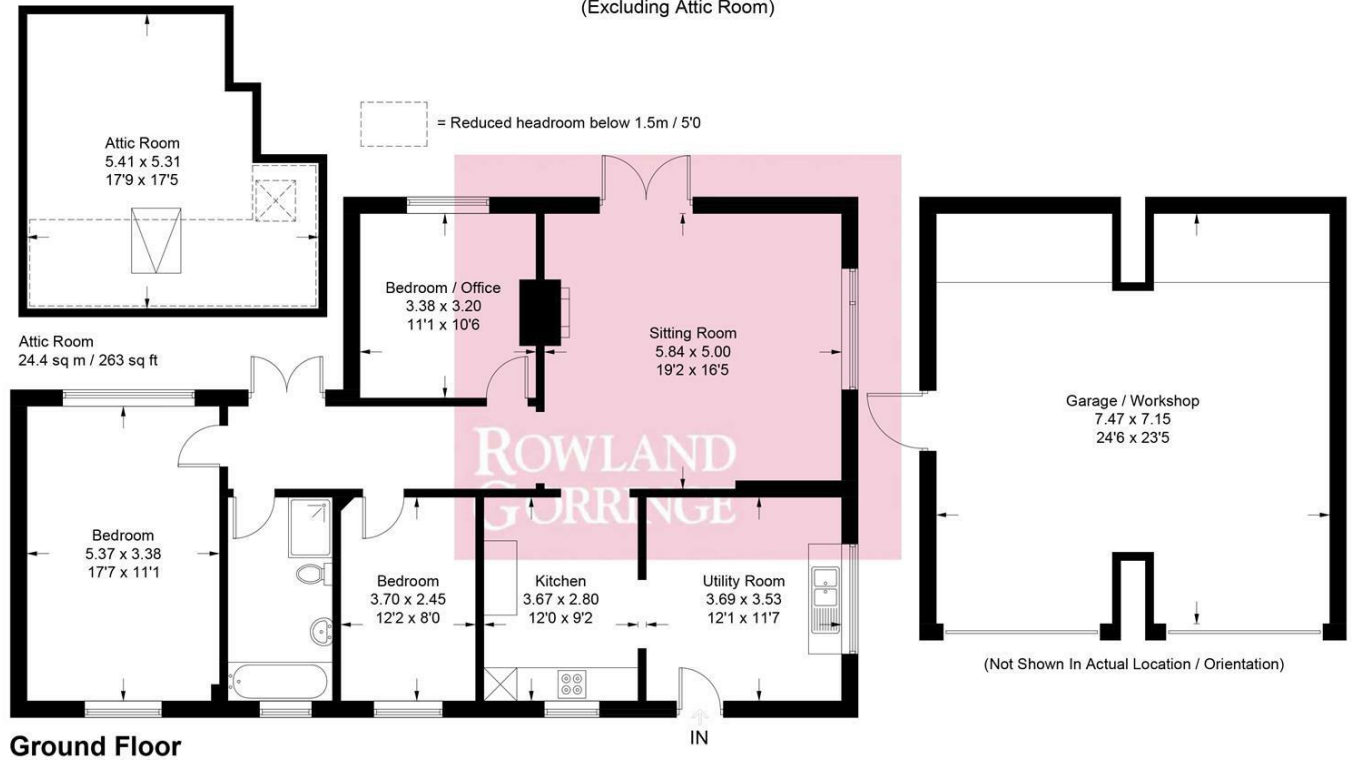 (Excluding Attic Room)
Attic Room
5.41 x 5.31
17'9 x 17'5
= Reduced headroom below 1.5m / 5'0
Attic Room
24.4 sq m / 263 sq ft
Bedroom / Office
3.38 x 3.20
11'1 x 10'6
Sitting Room
5.84 x 5.00
19'2 x 16'5
Garage / Workshop
7.47 x 7.15
24'6 x 23'5
ROWLAND
GORRINGE
Bedroom
5.37 x 3.38
17'7 x 11'1
Bedroom
3.70 x 2.45
12'2 x 8'0
Kitchen
3.67 x 2.80
12'0 x 9'2
Utility Room
3.69 x 3.53
12'1 x 11'7
(Not Shown In Actual Location / Orientation)
IN
Ground Floor